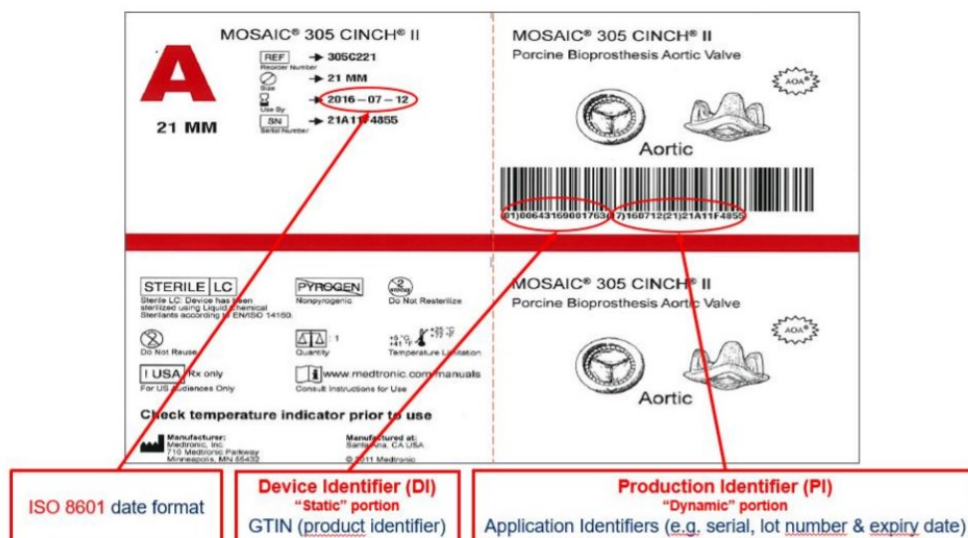 A
21 MM
MOSAIC® 305 CINCH® II
REF → 305C221
Reorder Number
→ 21 MM
Size
→ 2016-07-12
Use By
SN → 21A11F4855
Serial Number
MOSAIC® 305 CINCH® II
Porcine Bioprosthesis Aortic Valve
AOA®
Aortic
(01)00643169001763(17)160712(21)21A11F4855
STERILE LC
Sterile LC: Device has been
sterilized using Liquid Chemical
Sterilants according to EN/ISO 14160.
PYROGEN
Nonpyrogenic
2
Do Not Resterilize
2
Do Not Reuse
: 1
Quantity
+5 °C
+41 °F
+25 °C
+77 °F
Temperature Limitation
! USA Rx only
For US Audiences Only
i www.medtronic.com/manuals
Consult Instructions for Use
Check temperature indicator prior to use
Manufacturer:
Medtronic, Inc.
710 Medtronic Parkway
Minneapolis, MN 55432
Manufactured at:
Santa Ana, CA USA
© 2011 Medtronic
MOSAIC® 305 CINCH® II
Porcine Bioprosthesis Aortic Valve
AOA®
Aortic
ISO 8601 date format
Device Identifier (DI)
"Static" portion
GTIN (product identifier)
Production Identifier (PI)
"Dynamic" portion
Application Identifiers (e.g. serial, lot number & expiry date)